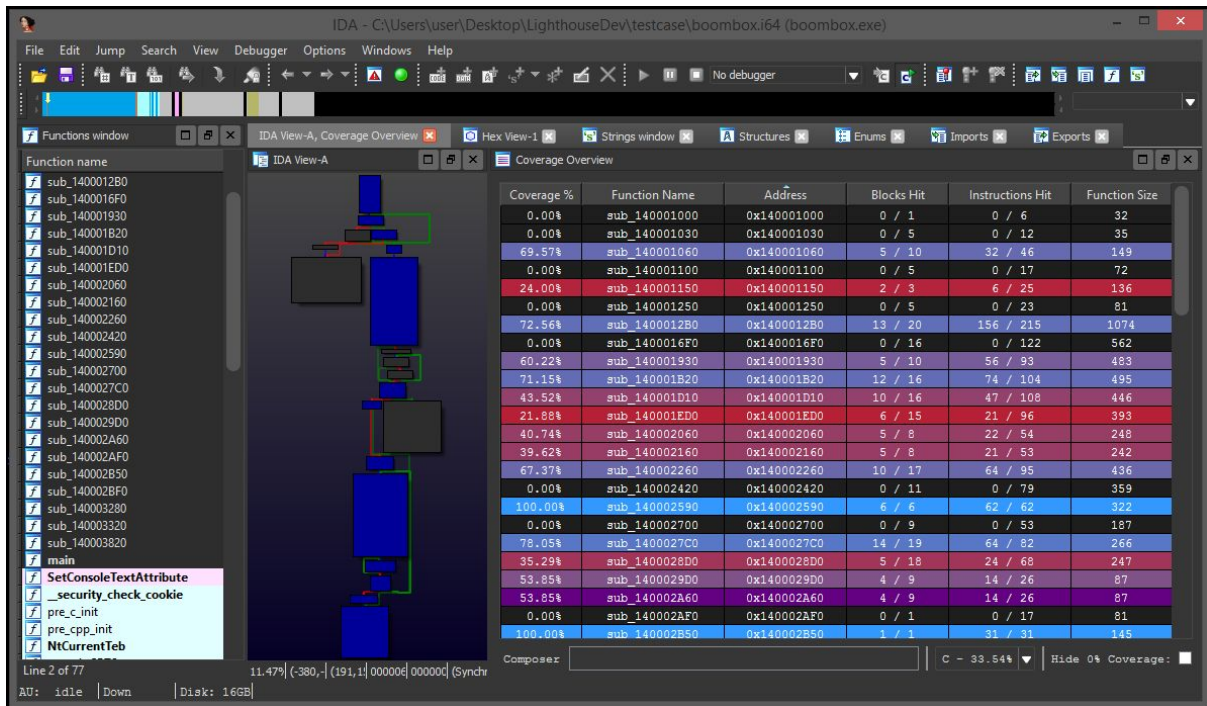 IDA - C:\Users\user\Desktop\LighthouseDev\testcase\boombox.i64 (boombox.exe)
File Edit Jump Search View Debugger Options Windows Help
No debugger
Functions window
IDA View-A, Coverage Overview Hex View-1 Strings window Structures Enums Imports Exports
Function name
sub_1400012B0
sub_1400016F0
sub_140001930
sub_140001B20
sub_140001D10
sub_140001ED0
sub_140002060
sub_140002160
sub_140002260
sub_140002420
sub_140002590
sub_140002700
sub_1400027C0
sub_1400028D0
sub_1400029D0
sub_140002A60
sub_140002AF0
sub_140002B50
sub_140002BF0
sub_140003280
sub_140003320
sub_140003820
main
SetConsoleTextAttribute
__security_check_cookie
pre_c_init
pre_cpp_init
NtCurrentTeb
Line 2 of 77
IDA View-A
11.47% (-380,- (191,1 000006 00000C (Synchr
Coverage Overview
Coverage % Function Name Address Blocks Hit Instructions Hit Function Size
0.00% sub_140001000 0x140001000 0 / 1 0 / 6 32
0.00% sub_140001030 0x140001030 0 / 5 0 / 12 35
69.57% sub_140001060 0x140001060 5 / 10 32 / 46 149
0.00% sub_140001100 0x140001100 0 / 5 0 / 17 72
24.00% sub_140001150 0x140001150 2 / 3 6 / 25 136
0.00% sub_140001250 0x140001250 0 / 5 0 / 23 81
72.56% sub_1400012B0 0x1400012B0 13 / 20 156 / 215 1074
0.00% sub_1400016F0 0x1400016F0 0 / 16 0 / 122 562
60.22% sub_140001930 0x140001930 5 / 10 56 / 93 483
71.15% sub_140001B20 0x140001B20 12 / 16 74 / 104 495
43.52% sub_140001D10 0x140001D10 10 / 16 47 / 108 446
21.88% sub_140001ED0 0x140001ED0 6 / 15 21 / 96 393
40.74% sub_140002060 0x140002060 5 / 8 22 / 54 248
39.62% sub_140002160 0x140002160 5 / 8 21 / 53 242
67.37% sub_140002260 0x140002260 10 / 17 64 / 95 436
0.00% sub_140002420 0x140002420 0 / 11 0 / 79 359
100.00% sub_140002590 0x140002590 6 / 6 62 / 62 322
0.00% sub_140002700 0x140002700 0 / 9 0 / 53 187
78.05% sub_1400027C0 0x1400027C0 14 / 19 64 / 82 266
35.29% sub_1400028D0 0x1400028D0 5 / 18 24 / 68 247
53.85% sub_1400029D0 0x1400029D0 4 / 9 14 / 26 87
53.85% sub_140002A60 0x140002A60 4 / 9 14 / 26 87
0.00% sub_140002AF0 0x140002AF0 0 / 1 0 / 17 81
100.00% sub_140002B50 0x140002B50 1 / 1 31 / 31 145
Composer C - 33.54% Hide 0% Coverage:
AU: idle Down Disk: 16GB